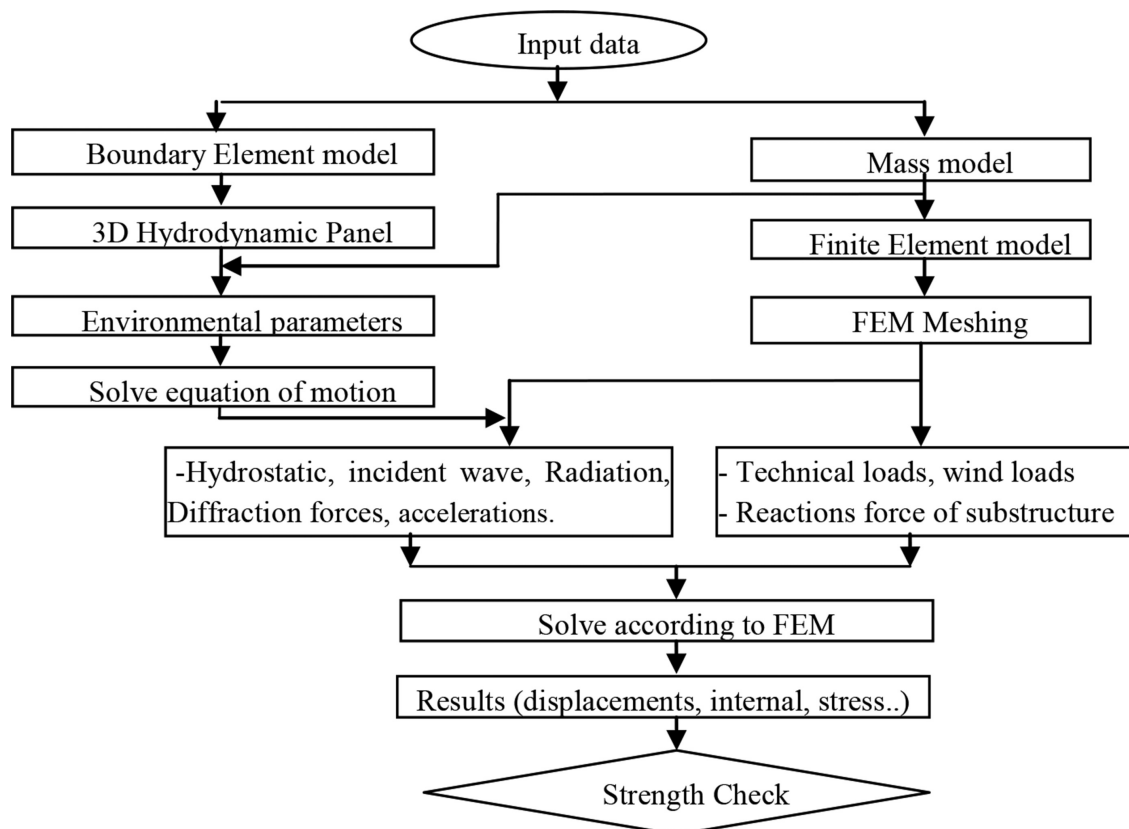 Input data
Boundary Element model
Mass model
3D Hydrodynamic Panel
Finite Element model
Environmental parameters
FEM Meshing
Solve equation of motion
-Hydrostatic, incident wave, Radiation,
Diffraction forces, accelerations.
- Technical loads, wind loads
- Reactions force of substructure
Solve according to FEM
Results (displacements, internal, stress..)
Strength Check